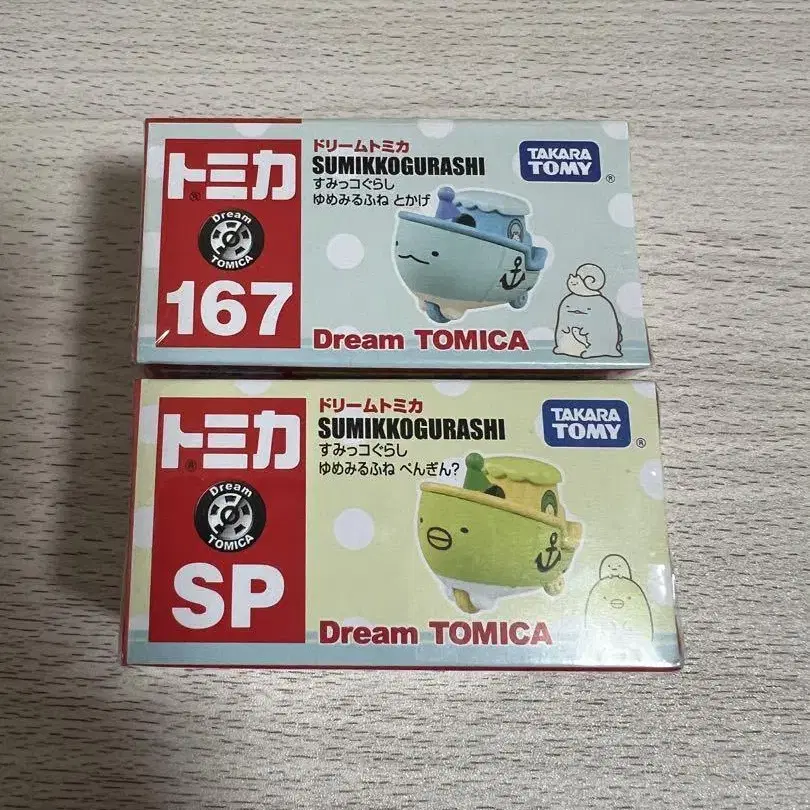 トミカ
®
Dream
TOMICA
167
ドリームトミカ
SUMIKKOGURASHI
すみっコぐらし
ゆめみるふね とかげ
TAKARA
TOMY
®
Dream TOMICA
トミカ
®
Dream
TOMICA
SP
ドリームトミカ
SUMIKKOGURASHI
すみっコぐらし
ゆめみるふね ぺんぎん?
TAKARA
TOMY
®
Dream TOMICA